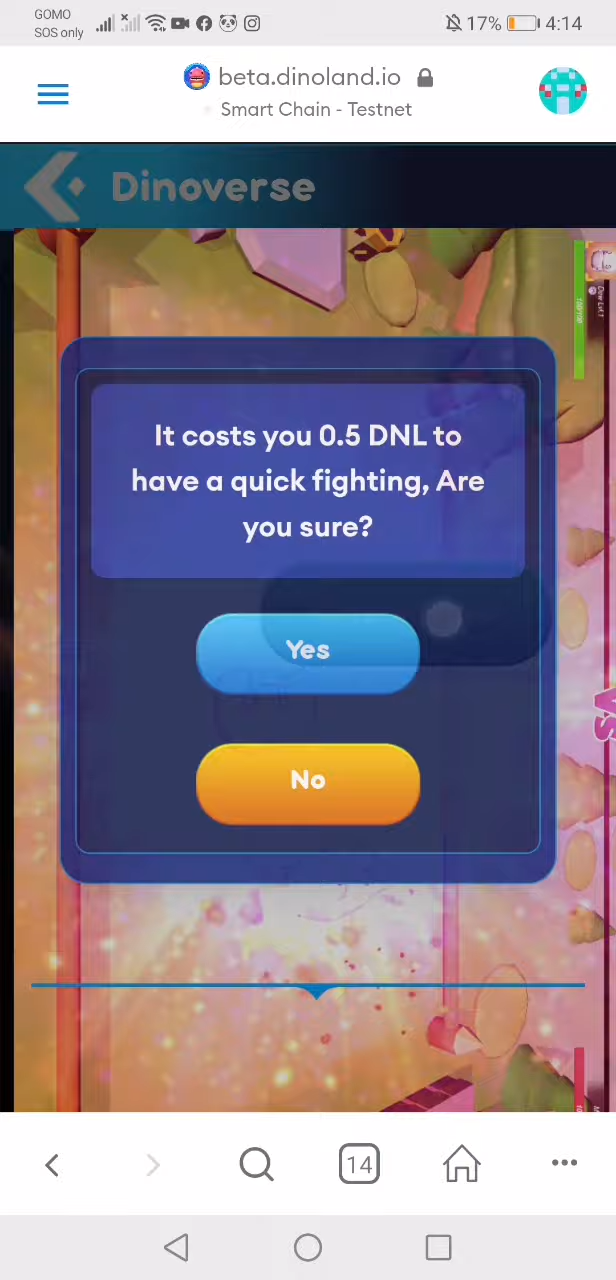 GOMO
SOS only
17%
4:14
beta.dinoland.io
Smart Chain - Testnet
Dinoverse
It costs you 0.5 DNL to
have a quick fighting, Are
you sure?
Yes
No
VS
14